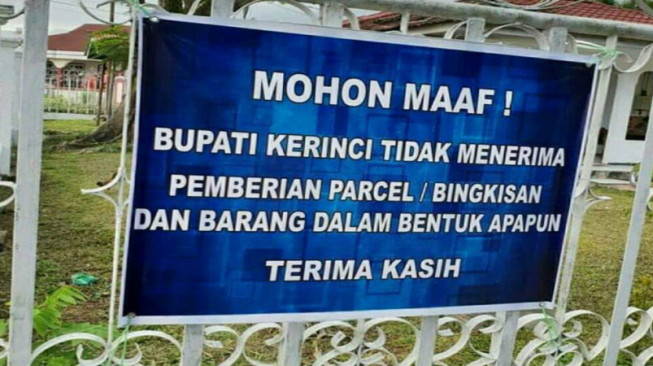 MOHON MAAF !
BUPATI KERINCI TIDAK MENERIMA
PEMBERIAN PARCEL / BINGKISAN
DAN BARANG DALAM BENTUK APAPUN
TERIMA KASIH